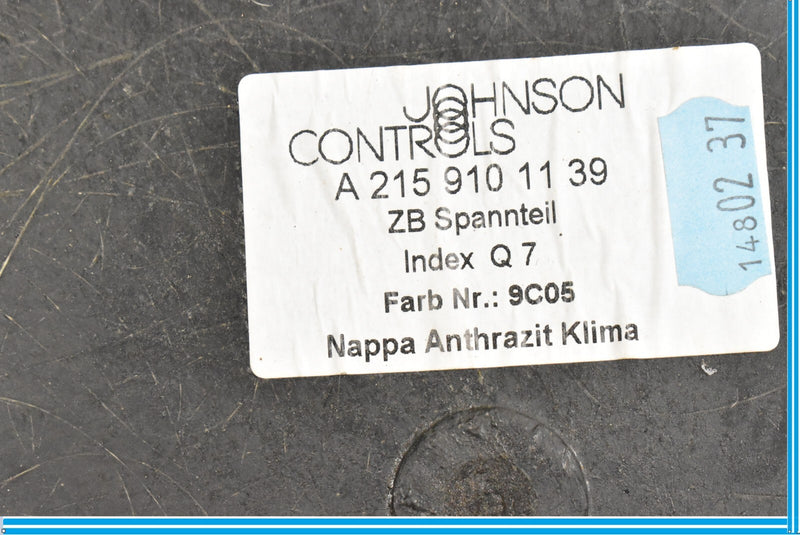 JOHNSON
CONTROLS
A 215 910 11 39
ZB Spannteil
Index Q 7
Farb Nr.: 9C05
Nappa Anthrazit Klima
14802 37